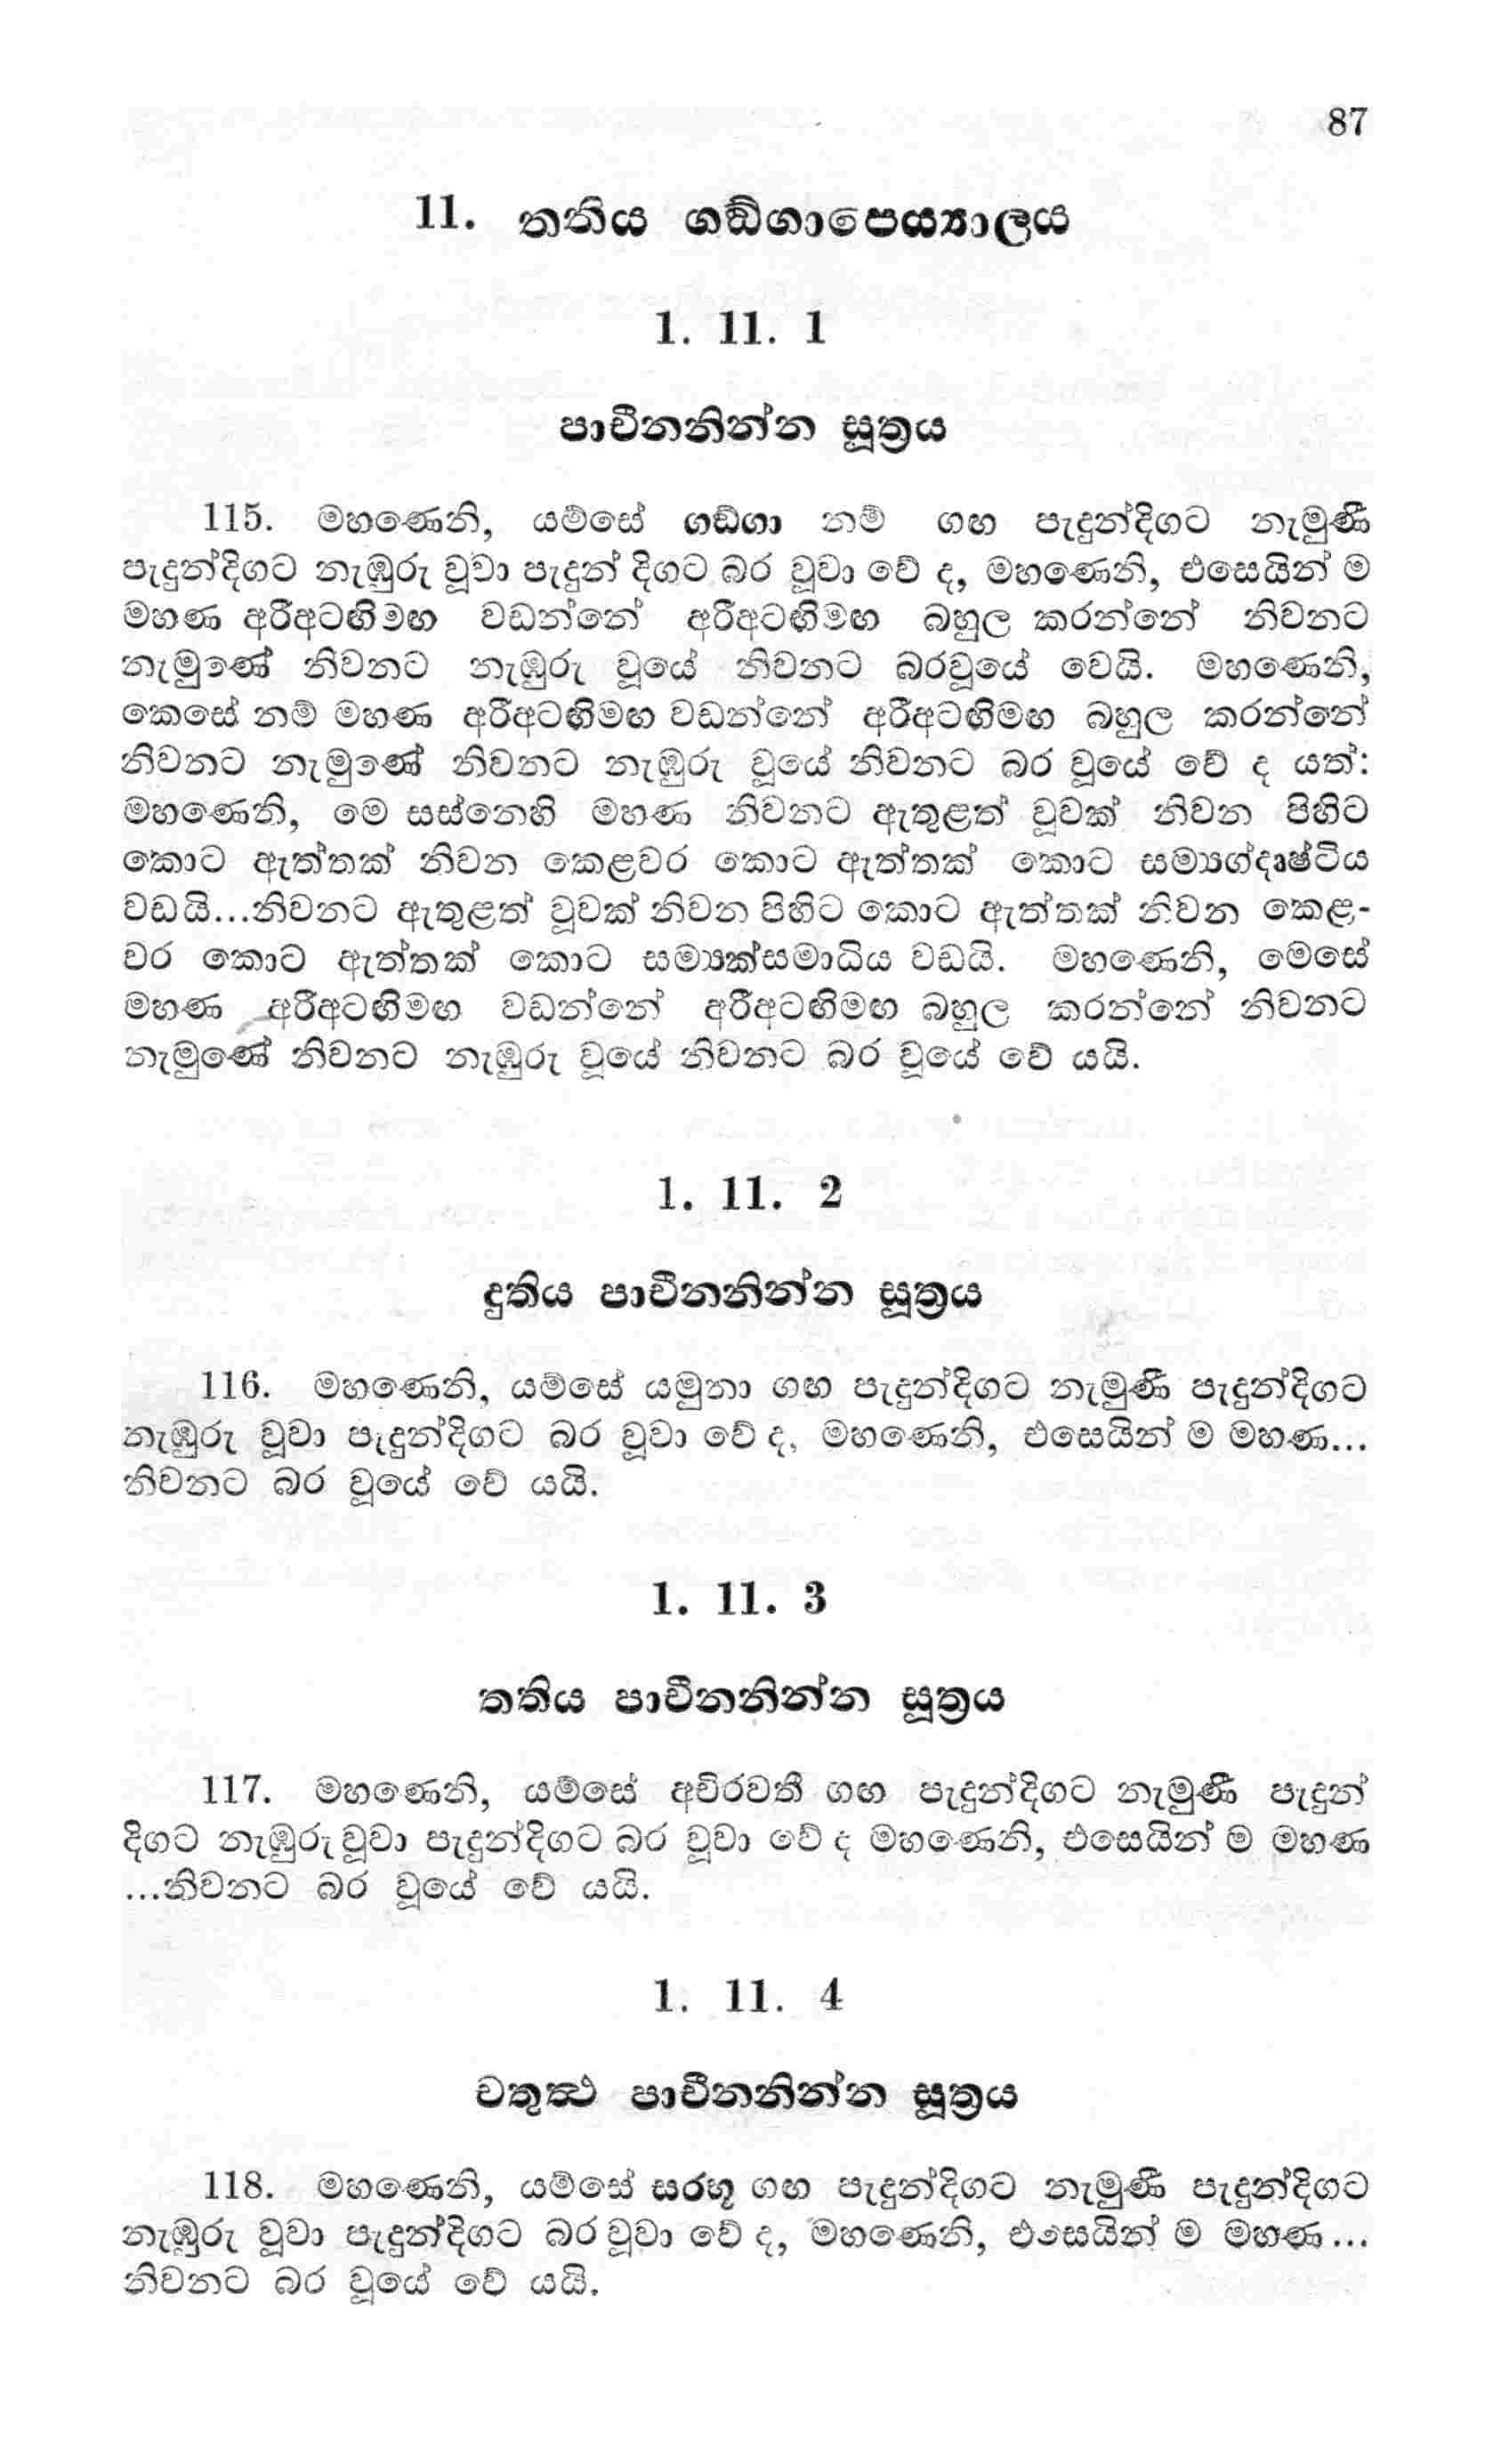 87
11. තතිය ගඞ්ගාපෙය්‍යාලය
1. 11. 1
පාචීනනින්න සූත්‍රය
115. මහණෙනි, යම්සේ ගඞ්ගා නම් ගඟ පැදුන්දිගට නැමුණී
පැදුන්දිගට නැඹුරු වූවා පැදුන් දිගට බර වූවා වේ ද, මහණෙනි, එසෙයින් ම
මහණ අරීඅටඟිමඟ වඩන්නේ අරීඅටඟිමඟ බහුල කරන්නේ නිවනට
නැමුණේ නිවනට නැඹුරු වූයේ නිවනට බරවූයේ වෙයි. මහණෙනි,
කෙසේ නම් මහණ අරීඅටඟිමඟ වඩන්නේ අරීඅටඟිමඟ බහුල කරන්නේ
නිවනට නැමුණේ නිවනට නැඹුරු වූයේ නිවනට බර වූයේ වේ ද යත්:
මහණෙනි, මෙ සස්නෙහි මහණ නිවනට ඇතුළත් වූවක් නිවන පිහිට
කොට ඇත්තක් නිවන කෙළවර කොට ඇත්තක් කොට සම්‍යග්දෘෂ්ටිය
වඩයි...නිවනට ඇතුළත් වූවක් නිවන පිහිට කොට ඇත්තක් නිවන කෙළ-
වර කොට ඇත්තක් කොට සම්‍යක්සමාධිය වඩයි. මහණෙනි, මෙසේ
මහණ අරීඅටඟිමඟ වඩන්නේ අරීඅටඟිමඟ බහුල කරන්නේ නිවනට
නැමුණේ නිවනට නැඹුරු වූයේ නිවනට බර වූයේ වේ යයි.
1. 11. 2
දුතිය පාචීනනින්න සූත්‍රය
116. මහණෙනි, යම්සේ යමුනා ගඟ පැදුන්දිගට නැමුණී පැදුන්දිගට
නැඹුරු වූවා පැදුන්දිගට බර වූවා වේ ද, මහණෙනි, එසෙයින් ම මහණ...
නිවනට බර වූයේ වේ යයි.
1. 11. 3
තතිය පාචීනනින්න සූත්‍රය
117. මහණෙනි, යම්සේ අචිරවතී ගඟ පැදුන්දිගට නැමුණී පැදුන්
දිගට නැඹුරු වූවා පැදුන්දිගට බර වූවා වේ ද මහණෙනි, එසෙයින් ම මහණ
...නිවනට බර වූයේ වේ යයි.
1. 11. 4
චතුත්‍ථ පාචීනනින්න සූත්‍රය
118. මහණෙනි, යම්සේ සරභූ ගඟ පැදුන්දිගට නැමුණී පැදුන්දිගට
නැඹුරු වූවා පැදුන්දිගට බර වූවා වේ ද, මහණෙනි, එසෙයින් ම මහණ...
නිවනට බර වූයේ වේ යයි.